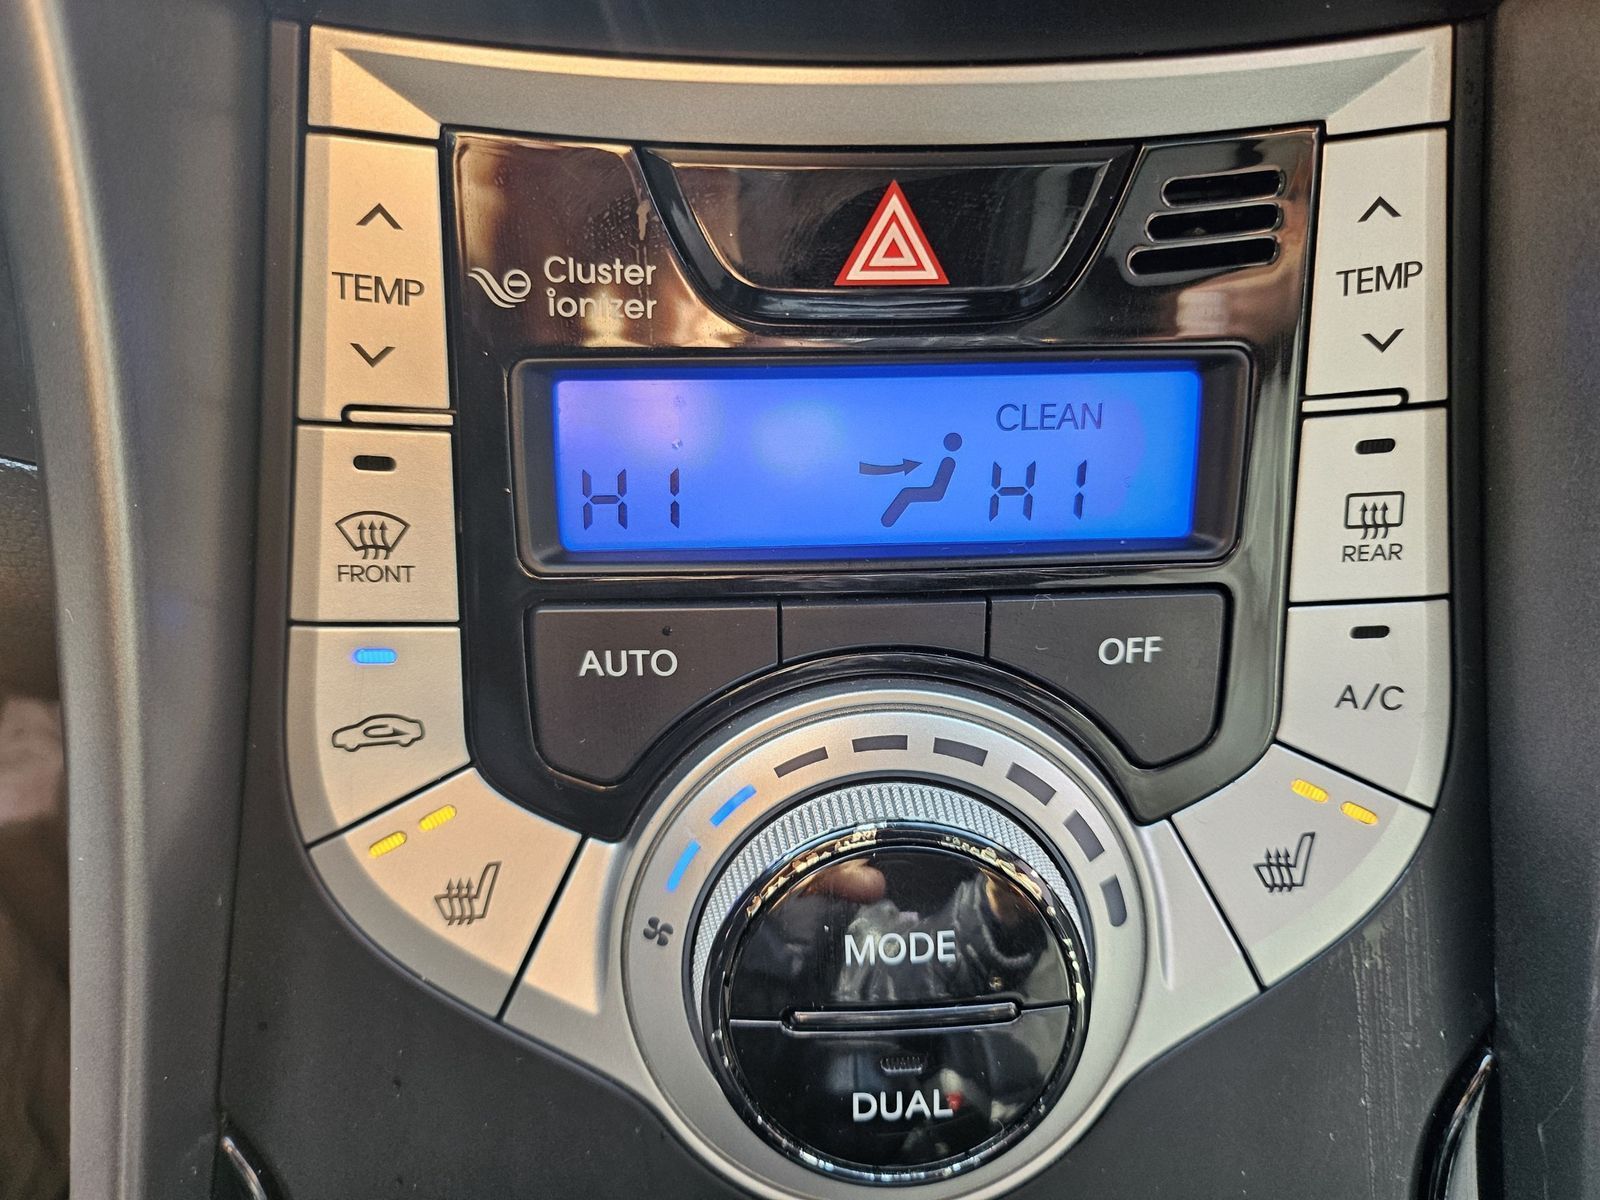 TEMP
Cluster
ionizer
TEMP
CLEAN
HI
HI
FRONT
REAR
AUTO
OFF
A/C
MODE
DUAL